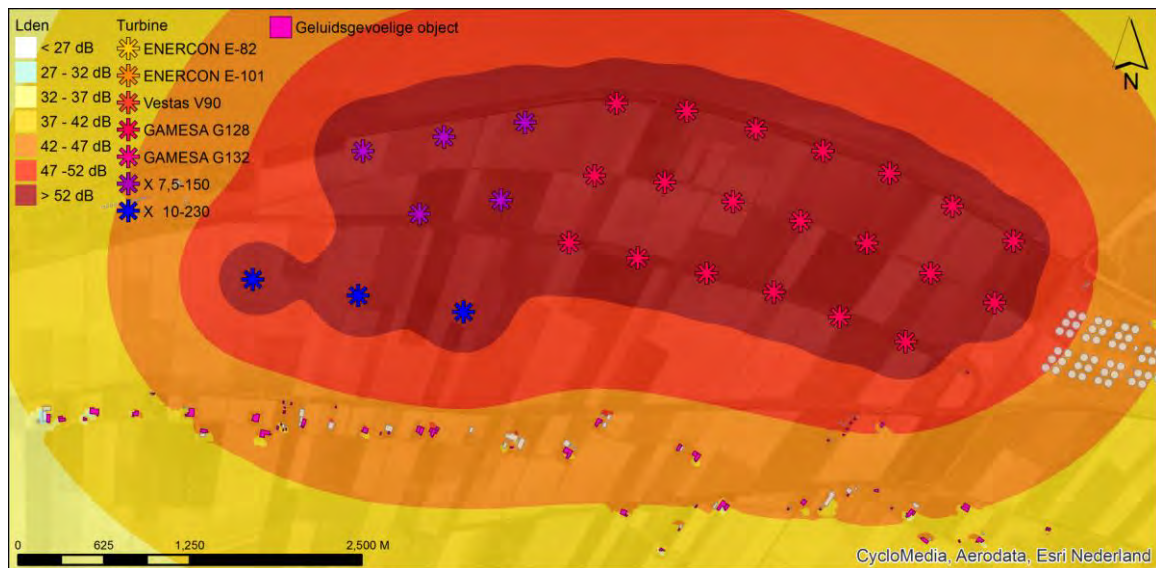 Lden
< 27 dB
27 - 32 dB
32 - 37 dB
37 - 42 dB
42 - 47 dB
47 -52 dB
> 52 dB
Turbine
ENERCON E-82
ENERCON E-101
Vestas V90
GAMESA G128
GAMESA G132
X 7,5-150
X 10-230
Geluidsgevoelige object
N
0 625 1,250 2,500 M
CycloMedia, Aerodata, Esri Nederland